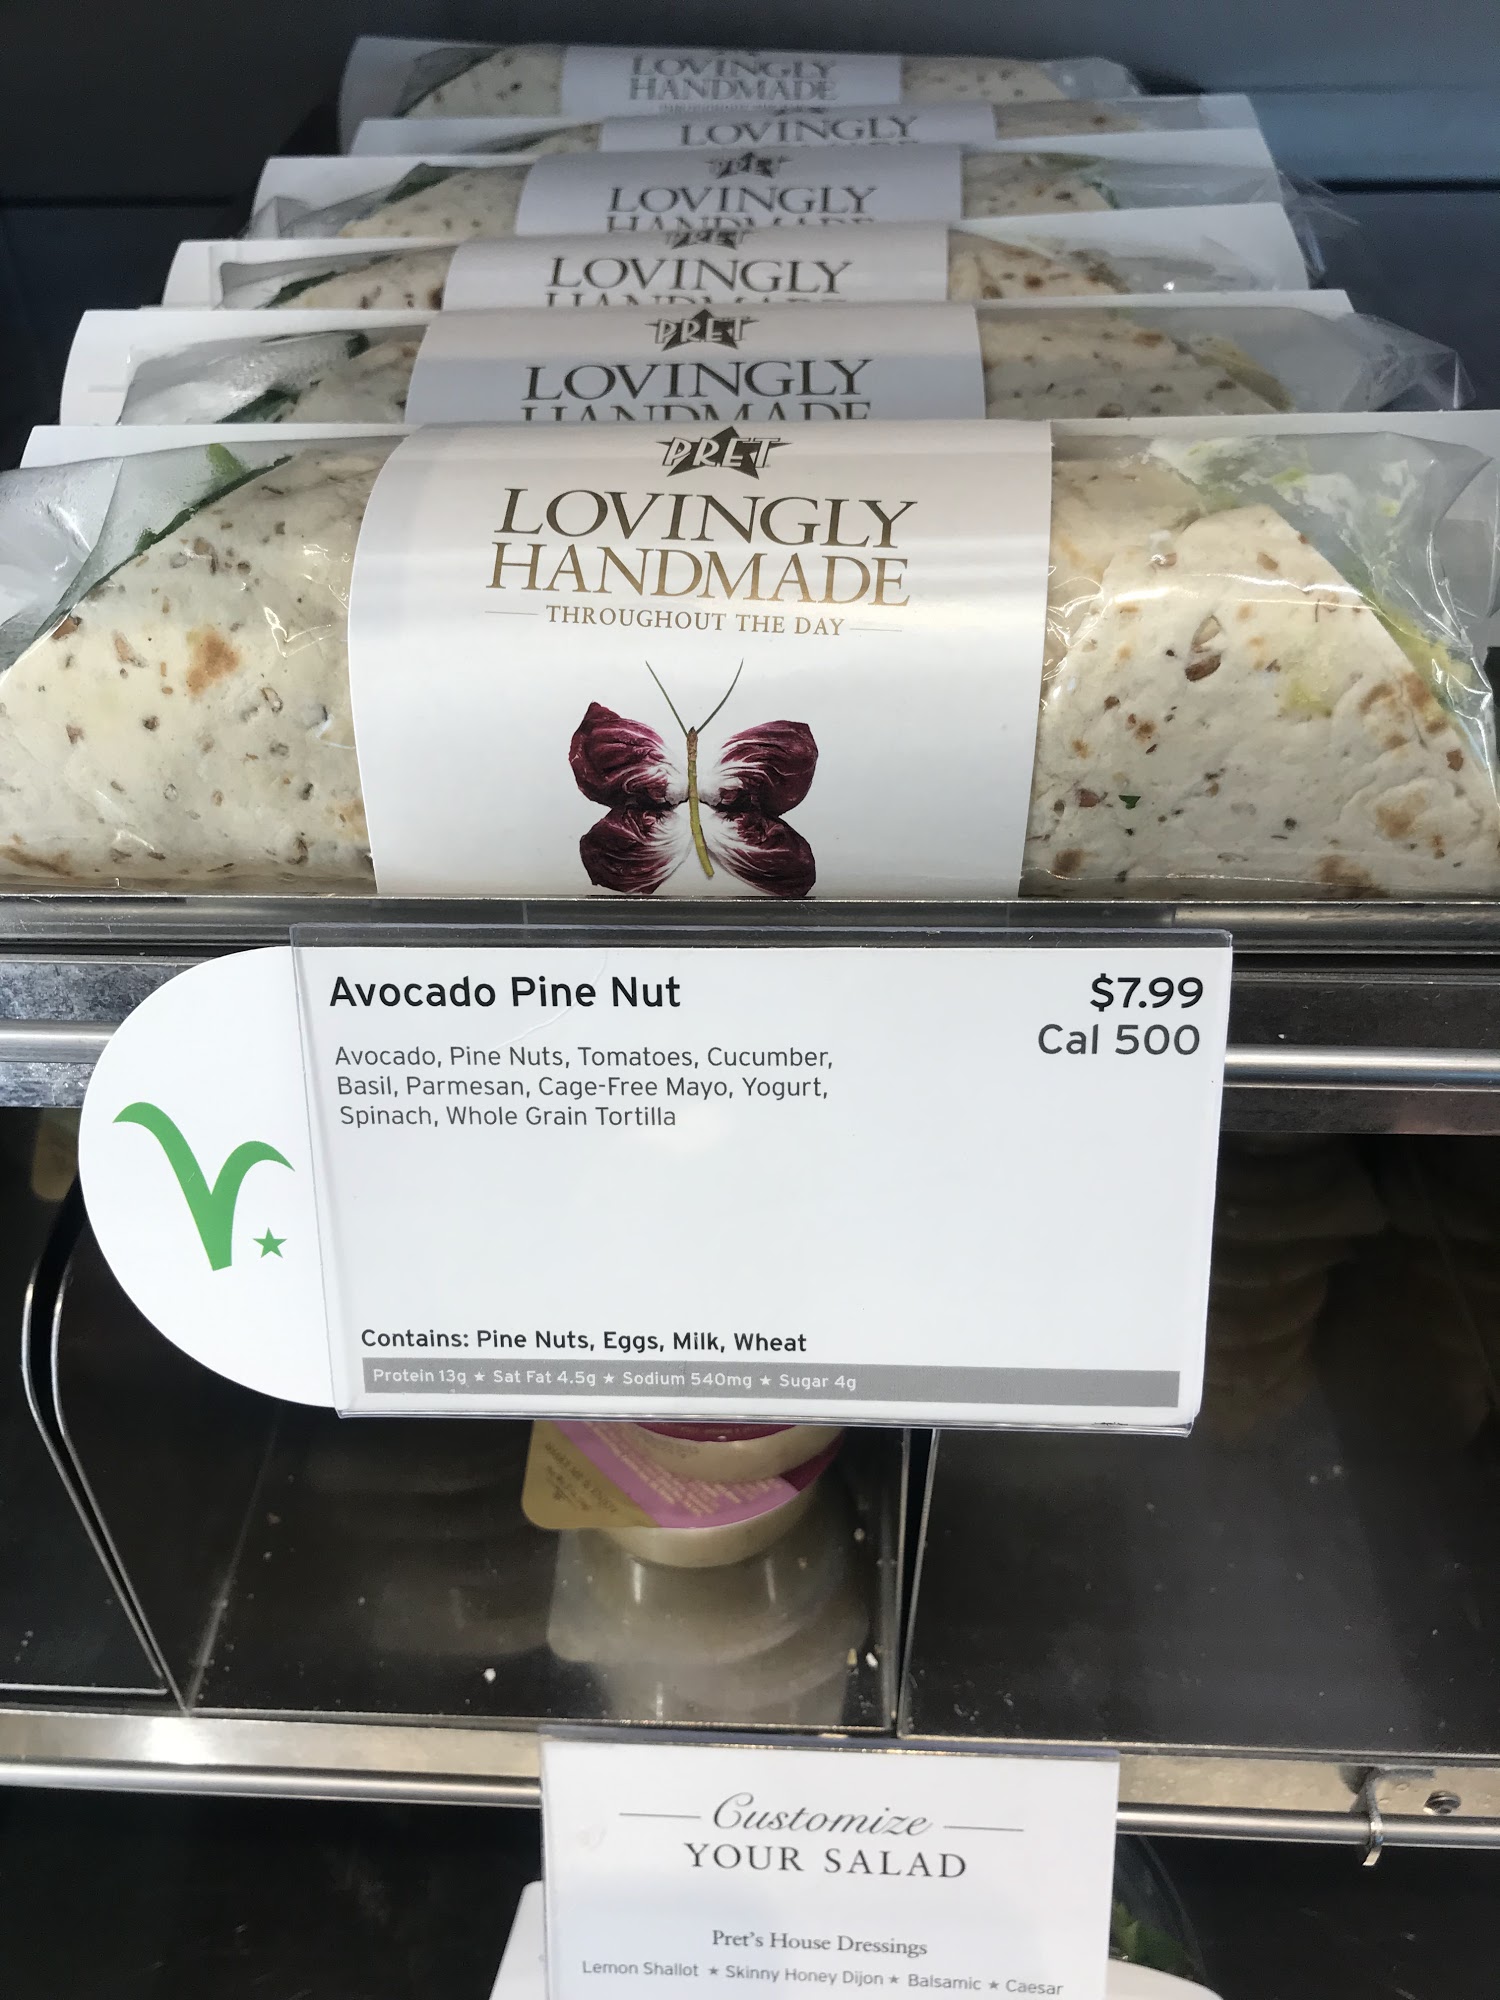 LOVINGLY
HANDMADE
LOVINGLY
PRET
LOVINGLY
HANDMADE
PRET
LOVINGLY
HANDMADE
PRET
LOVINGLY
HANDMADE
PRET
LOVINGLY
HANDMADE
THROUGHOUT THE DAY
Avocado Pine Nut
$7.99
Cal 500
Avocado, Pine Nuts, Tomatoes, Cucumber,
Basil, Parmesan, Cage-Free Mayo, Yogurt,
Spinach, Whole Grain Tortilla
Contains: Pine Nuts, Eggs, Milk, Wheat
Protein 13g ★ Sat Fat 4.5g ★ Sodium 540mg ★ Sugar 4g
Customize
YOUR SALAD
Pret's House Dressings
Lemon Shallot ★ Skinny Honey Dijon ★ Balsamic ★ Caesar